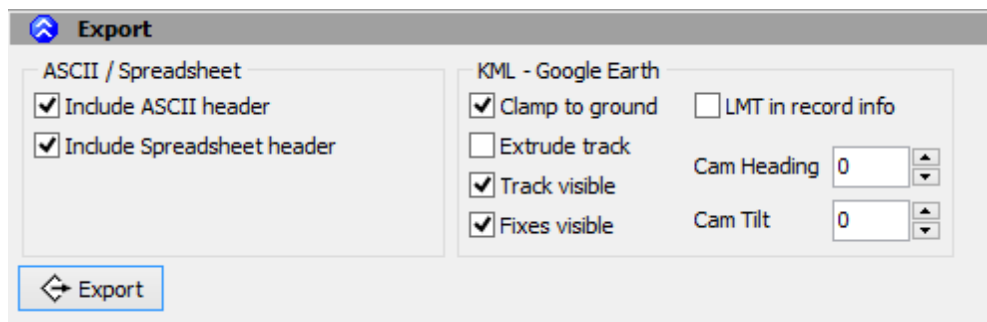 Export
ASCII / Spreadsheet
Include ASCII header
Include Spreadsheet header
KML - Google Earth
Clamp to ground
LMT in record info
Extrude track
Cam Heading 0
Track visible
Fixes visible
Cam Tilt 0
Export